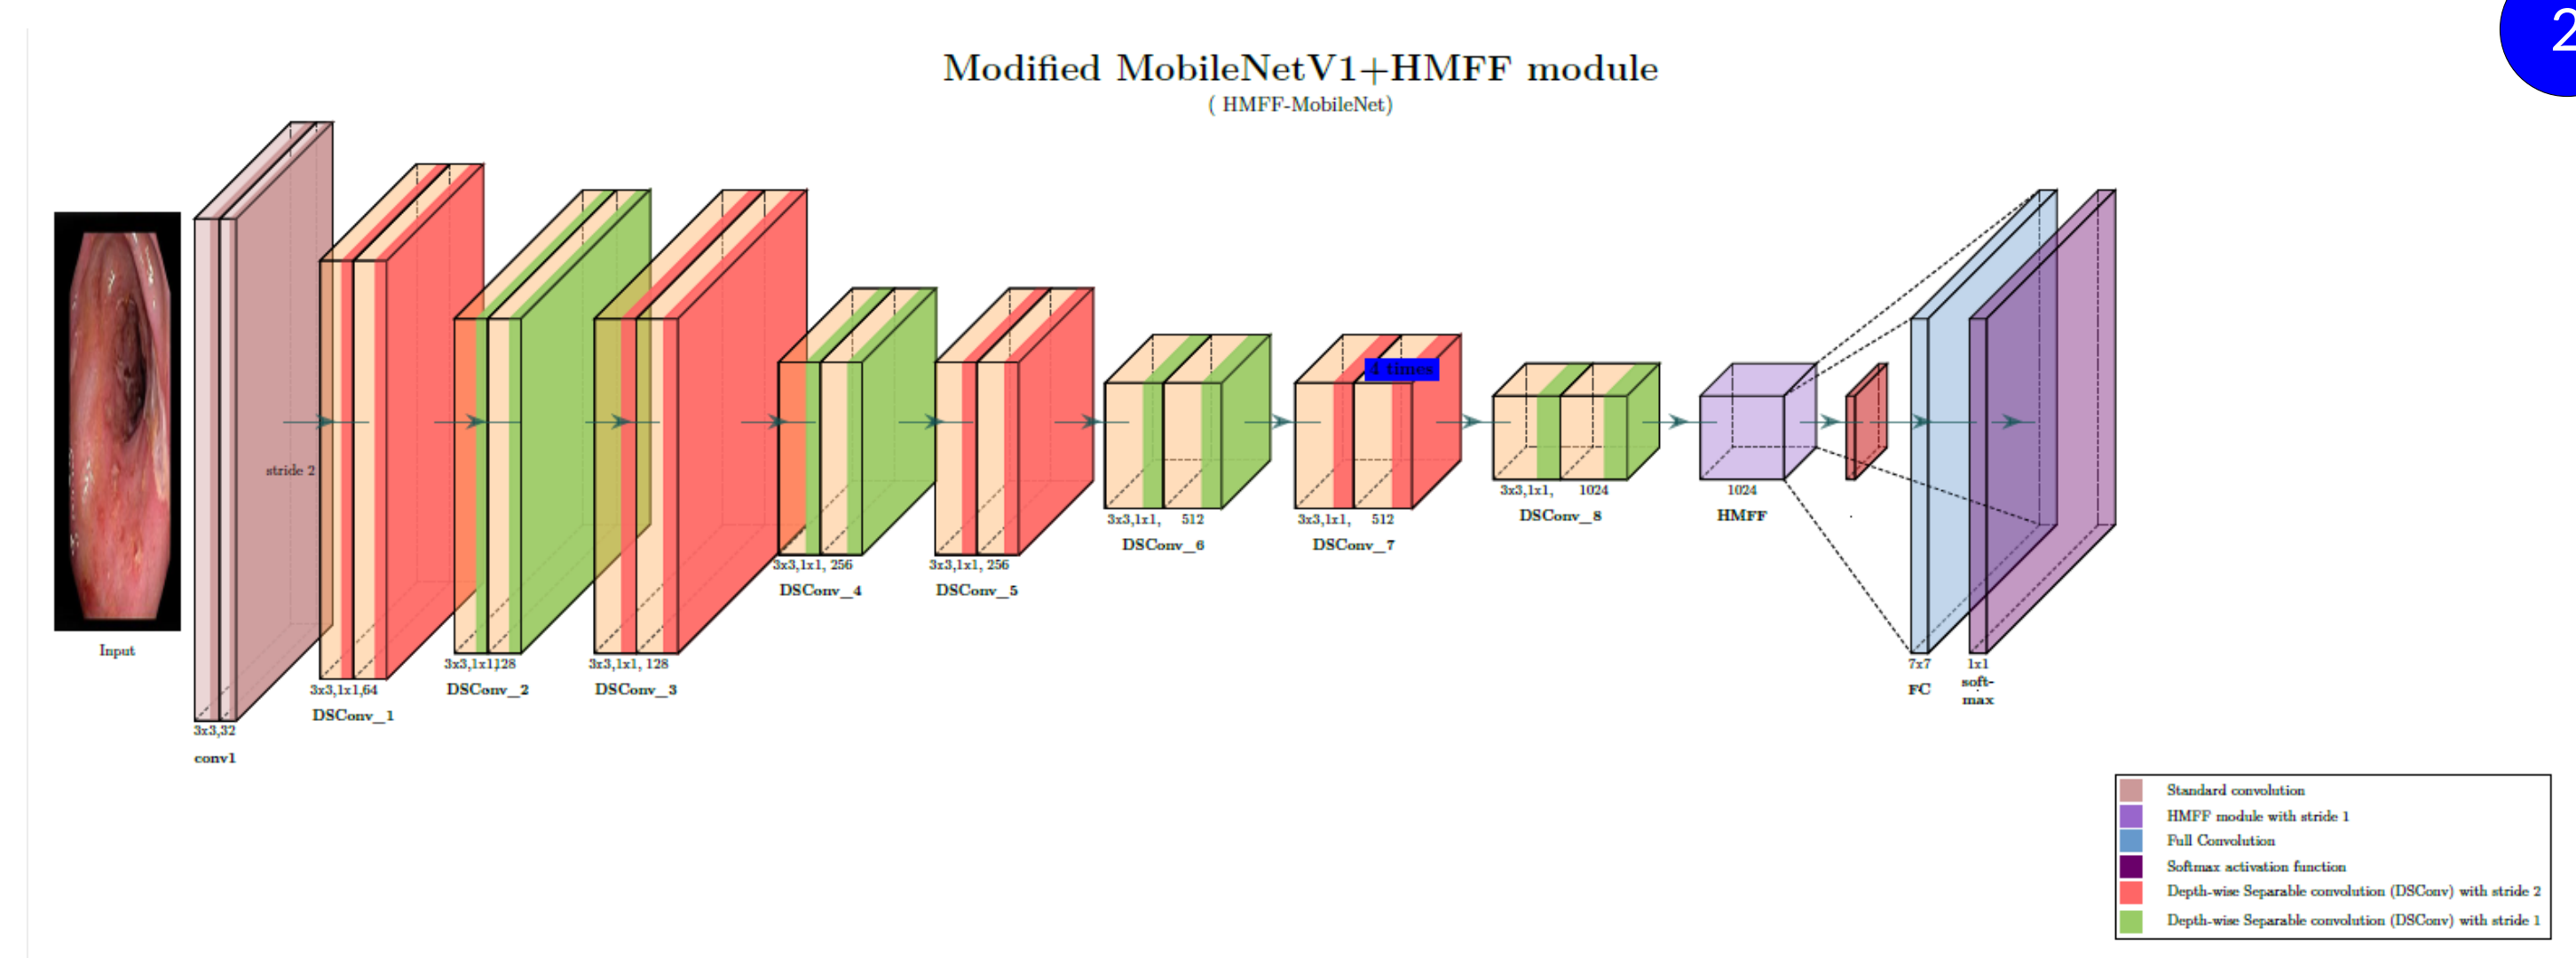 2
Modified MobileNetV1+HMFF module
( HMFF-MobileNet)
stride 2
4 times
Input
3x3,32
conv1
3x3,1x1,64
DSConv_1
3x3,1x1,128
DSConv_2
3x3,1x1, 128
DSConv_3
3x3,1x1, 256
DSConv_4
3x3,1x1, 256
DSConv_5
3x3,1x1, 512
DSConv_6
3x3,1x1, 512
DSConv_7
3x3,1x1, 1024
DSConv_8
1024
HMFF
7x7
FC
1x1
soft-
max
Standard convolution
HMFF module with stride 1
Full Convolution
Softmax activation function
Depth-wise Separable convolution (DSConv) with stride 2
Depth-wise Separable convolution (DSConv) with stride 1